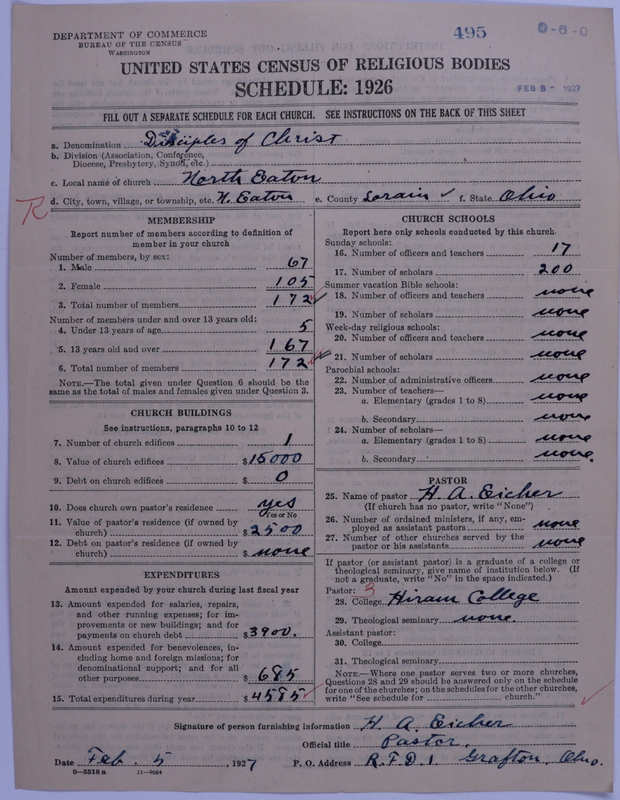 DEPARTMENT OF COMMERCE
BUREAU OF THE CENSUS
WASHINGTON
495
0-6-0
UNITED STATES CENSUS OF RELIGIOUS BODIES
SCHEDULE: 1926
FEB 8 - 1927
FILL OUT A SEPARATE SCHEDULE FOR EACH CHURCH. SEE INSTRUCTIONS ON THE BACK OF THIS SHEET
a. Denomination Disciples of Christ
b. Division (Association, Conference, Diocese, Presbytery, Synod, etc.)
c. Local name of church North Eaton
d. City, town, village, or township, etc. N. Eaton e. County Lorain ✓ f. State Ohio
R
MEMBERSHIP
Report number of members according to definition of
member in your church
Number of members, by sex:
1. Male 67
2. Female 105
3. Total number of members 172
Number of members under and over 13 years old:
4. Under 13 years of age 5
5. 13 years old and over 167
6. Total number of members 172
NOTE.—The total given under Question 6 should be the
same as the total of males and females given under Question 3.
CHURCH BUILDINGS
See instructions, paragraphs 10 to 12
7. Number of church edifices 1
8. Value of church edifices $15000
9. Debt on church edifices $ 0
10. Does church own pastor's residence yes
Yes or No
11. Value of pastor's residence (if owned by
church) $2500
12. Debt on pastor's residence (if owned by
church) $ none
EXPENDITURES
Amount expended by your church during last fiscal year
13. Amount expended for salaries, repairs,
and other running expenses; for im-
provements or new buildings; and for
payments on church debt $3900.
14. Amount expended for benevolences, in-
cluding home and foreign missions; for
denominational support; and for all
other purposes $685
15. Total expenditures during year $4585
CHURCH SCHOOLS
Report here only schools conducted by this church.
Sunday schools:
16. Number of officers and teachers 17
17. Number of scholars 200
Summer vacation Bible schools:
18. Number of officers and teachers none
19. Number of scholars none
Week-day religious schools:
20. Number of officers and teachers none
21. Number of scholars none
Parochial schools:
22. Number of administrative officers none
23. Number of teachers—
a. Elementary (grades 1 to 8) none
b. Secondary none
24. Number of scholars—
a. Elementary (grades 1 to 8) none
b. Secondary none.
PASTOR
25. Name of pastor H. A. Eicher
(If church has no pastor, write "None")
26. Number of ordained ministers, if any, em-
ployed as assistant pastors none
27. Number of other churches served by the
pastor or his assistants none
If pastor (or assistant pastor) is a graduate of a college or
theological seminary, give name of institution below. (If
not a graduate, write "No" in the space indicated.)
Pastor: 3
28. College Hiram College
29. Theological seminary none.
Assistant pastor:
30. College
31. Theological seminary
NOTE.—Where one pastor serves two or more churches,
Questions 28 and 29 should be answered only on the schedule
for one of the churches; on the schedules for the other churches,
write "See schedule for church."
Signature of person furnishing information H. A. Eicher
Official title Pastor.
Date Feb. 5, 1927 P. O. Address R.F.D. 1 Grafton, Ohio.
8-5518a 11-9024